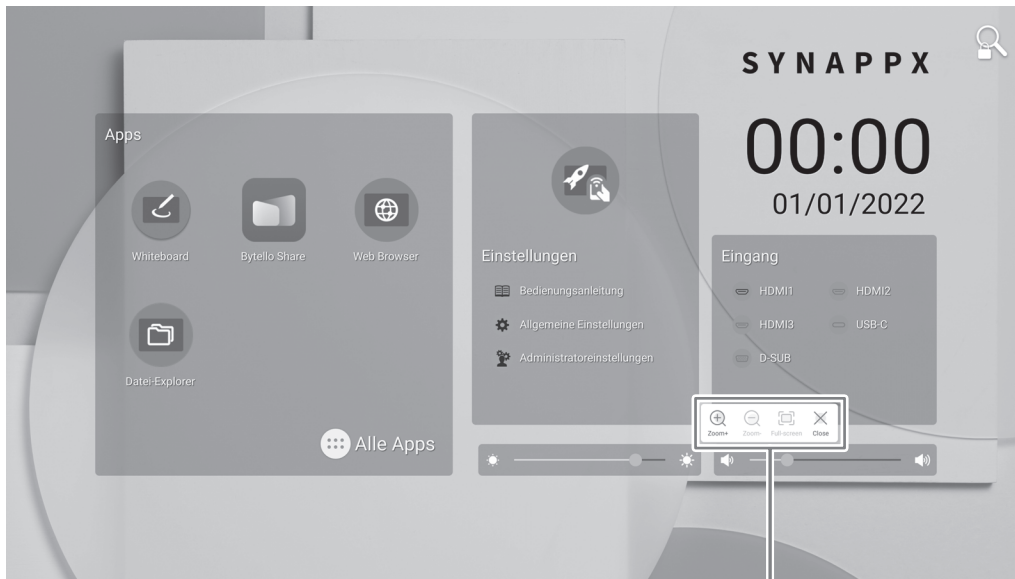 SYNAPPX
00:00
01/01/2022
Apps
Whiteboard
Bytello Share
Web Browser
Datei-Explorer
Alle Apps
Einstellungen
Bedienungsanleitung
Allgemeine Einstellungen
Administratoreinstellungen
Eingang
HDMI1
HDMI2
HDMI3
USB-C
D-SUB
Zoom+
Zoom-
Full-screen
Close